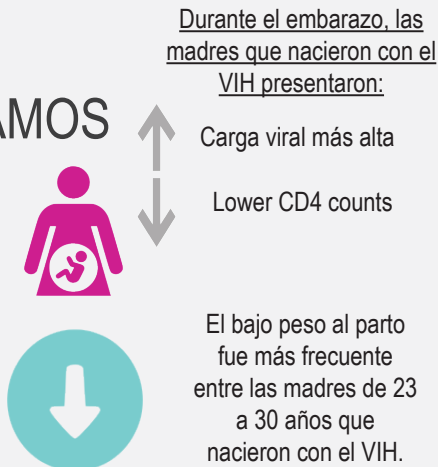 Durante el embarazo, las
madres que nacieron con el
VIH presentaron:
AMOS
Carga viral más alta
Lower CD4 counts
El bajo peso al parto
fue más frecuente
entre las madres de 23
a 30 años que
nacieron con el VIH.